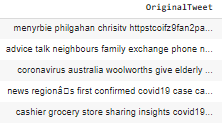 OriginalTweet
menyrbie philgahan chrisitv httpstcoifz9fan2pa...
advice talk neighbours family exchange phone n...
coronavirus australia woolworths give elderly ...
news regionâs first confirmed covid19 case ca...
cashier grocery store sharing insights covid19...